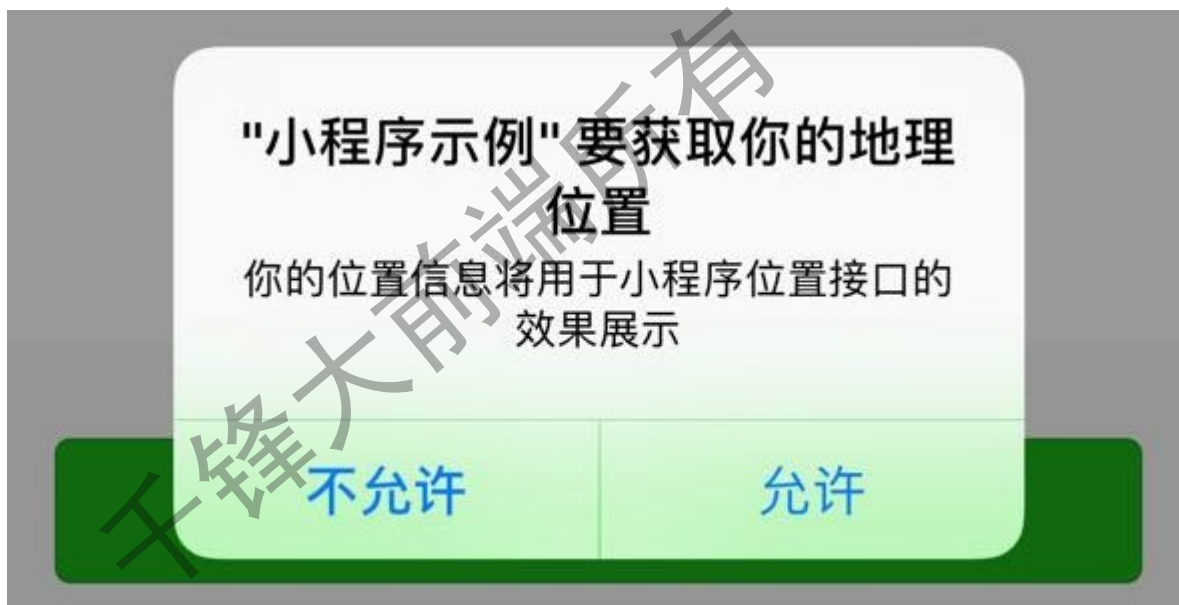 "小程序示例" 要获取你的地理
位置
你的位置信息将用于小程序位置接口的
效果展示
不允许
允许
千锋大前端所有